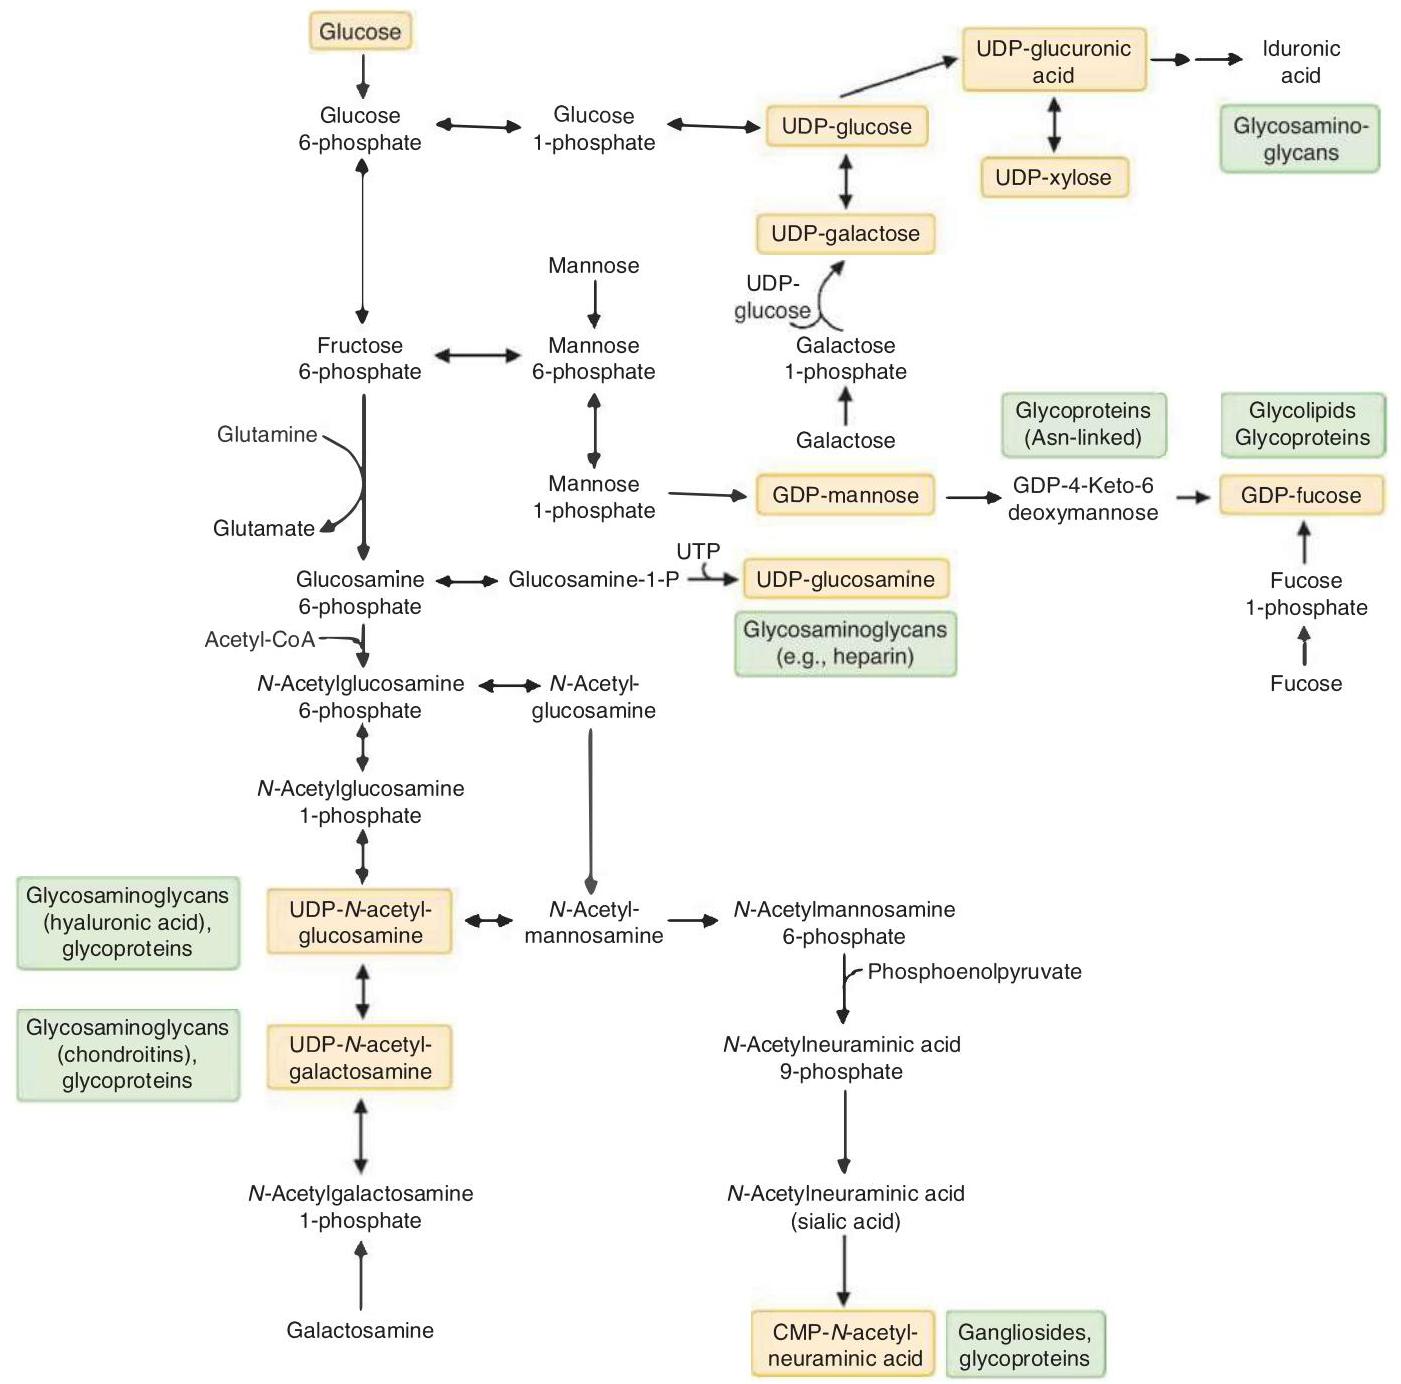 Glucose
Glucose
6-phosphate
Glucose
1-phosphate
UDP-glucose
UDP-glucuronic
acid
Iduronic
acid
Glycosamino-
glycans
UDP-xylose
UDP-galactose
UDP-
glucose
Galactose
1-phosphate
Galactose
Mannose
Fructose
6-phosphate
Mannose
6-phosphate
Glutamine
Glutamate
Mannose
1-phosphate
GDP-mannose
Glycoproteins
(Asn-linked)
GDP-4-Keto-6
deoxymannose
Glycolipids
Glycoproteins
GDP-fucose
Fucose
1-phosphate
Fucose
Glucosamine
6-phosphate
Glucosamine-1-P
UTP
UDP-glucosamine
Glycosaminoglycans
(e.g., heparin)
Acetyl-CoA
N-Acetylglucosamine
6-phosphate
N-Acetyl-
glucosamine
N-Acetylglucosamine
1-phosphate
Glycosaminoglycans
(hyaluronic acid),
glycoproteins
UDP-N-acetyl-
glucosamine
N-Acetyl-
mannosamine
N-Acetylmannosamine
6-phosphate
Phosphoenolpyruvate
Glycosaminoglycans
(chondroitins),
glycoproteins
UDP-N-acetyl-
galactosamine
N-Acetylneuraminic acid
9-phosphate
N-Acetylgalactosamine
1-phosphate
N-Acetylneuraminic acid
(sialic acid)
Galactosamine
CMP-N-acetyl-
neuraminic acid
Gangliosides,
glycoproteins